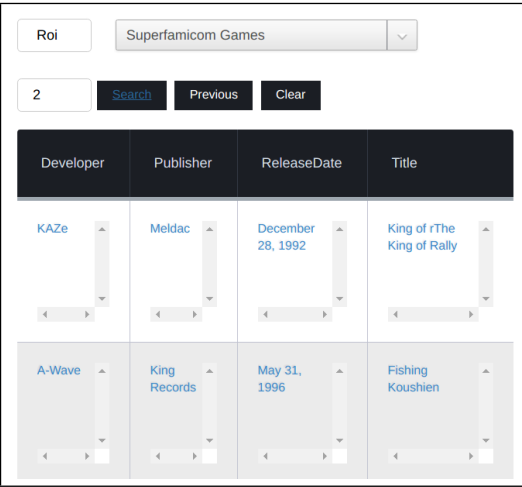 Roi
Superfamicom Games
2
Search
Previous
Clear
Developer
Publisher
ReleaseDate
Title
KAZe
Meldac
December
28, 1992
King of rThe
King of Rally
A-Wave
King
Records
May 31,
1996
Fishing
Koushien